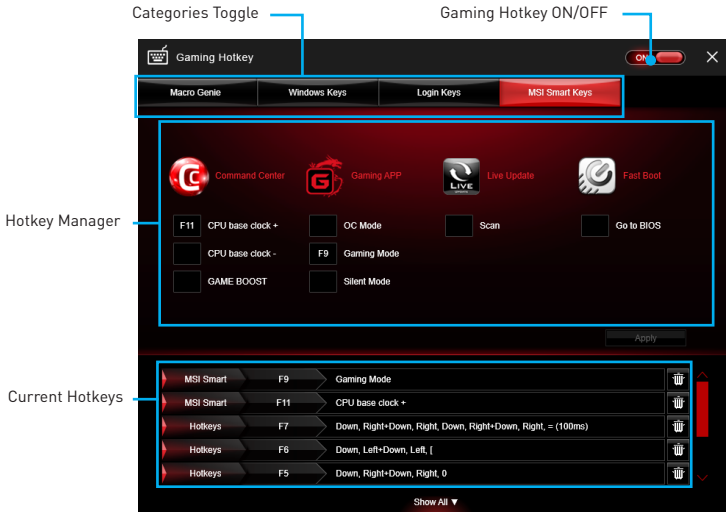 Categories Toggle
Gaming Hotkey ON/OFF
Gaming Hotkey
ON
Macro Genie
Windows Keys
Login Keys
MSI Smart Keys
Command Center
Gaming APP
LIVE
Live Update
Fast Boot
Hotkey Manager
F11 CPU base clock +
OC Mode
Scan
Go to BIOS
CPU base clock -
F9 Gaming Mode
GAME BOOST
Silent Mode
Apply
Current Hotkeys
MSI Smart F9 Gaming Mode
MSI Smart F11 CPU base clock +
Hotkeys F7 Down, Right+Down, Right, Down, Right+Down, Right, = (100ms)
Hotkeys F6 Down, Left+Down, Left, [
Hotkeys F5 Down, Right+Down, Right, 0
Show All ▼